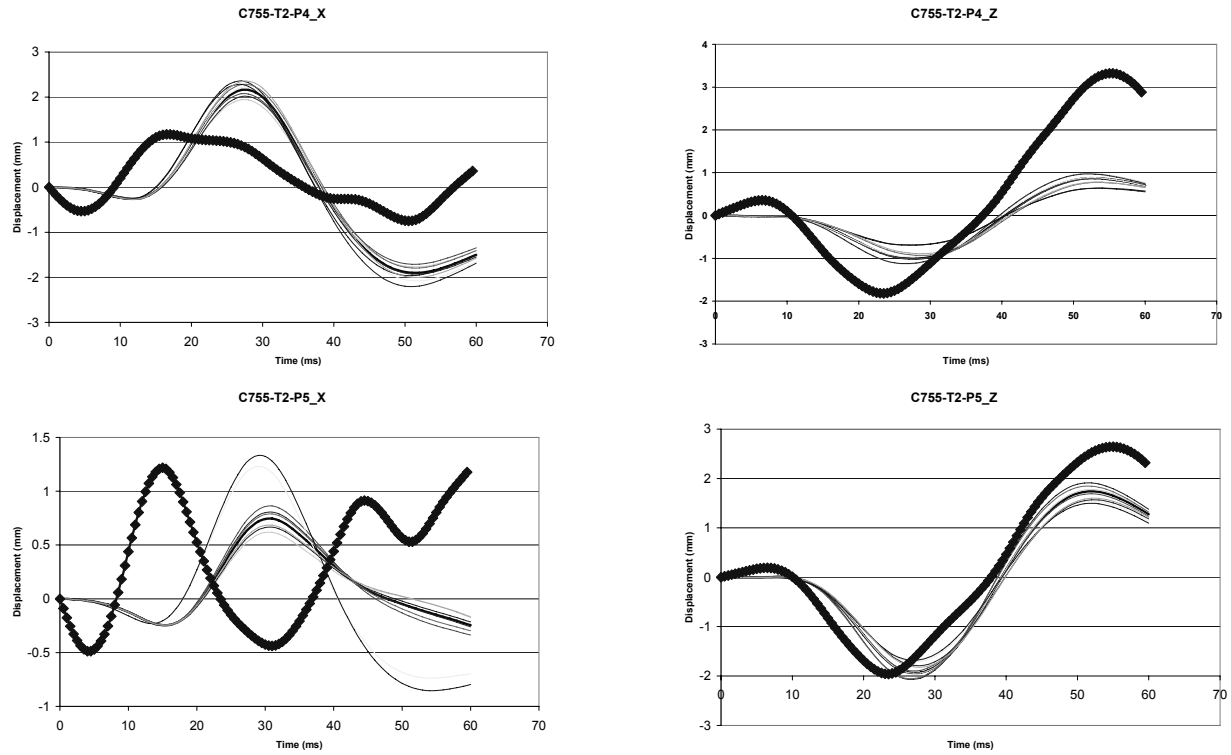 C755-T2-P4_X
3
2
1
0
-1
-2
-3
Displacement (mm)
0 10 20 30 40 50 60 70
Time (ms)
C755-T2-P4_Z
4
3
2
1
0
-1
-2
-3
Displacement (mm)
0 10 20 30 40 50 60 70
Time (ms)
C755-T2-P5_X
1.5
1
0.5
0
-0.5
-1
Displacement (mm)
0 10 20 30 40 50 60 70
Time (ms)
C755-T2-P5_Z
3
2
1
0
-1
-2
-3
Displacement (mm)
0 10 20 30 40 50 60 70
Time (ms)